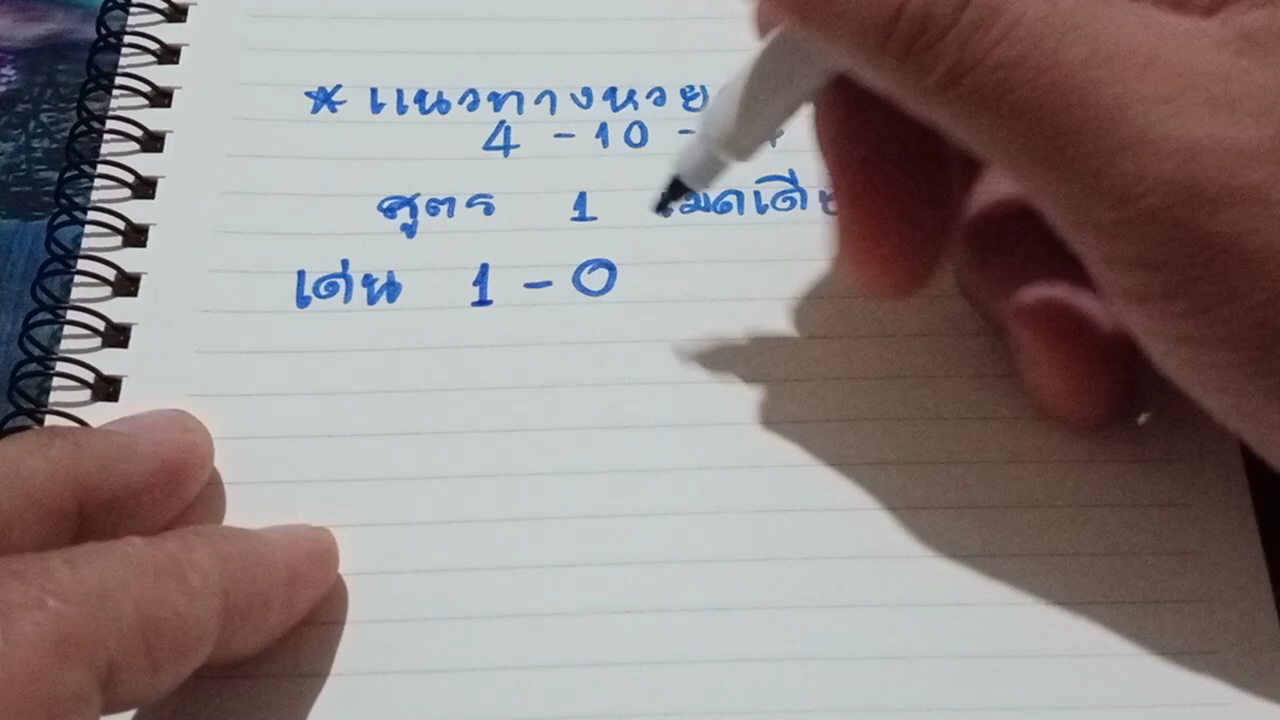 * แนวทางหวย
4 - 10 -
สูตร 1
เด่น 1 - 0